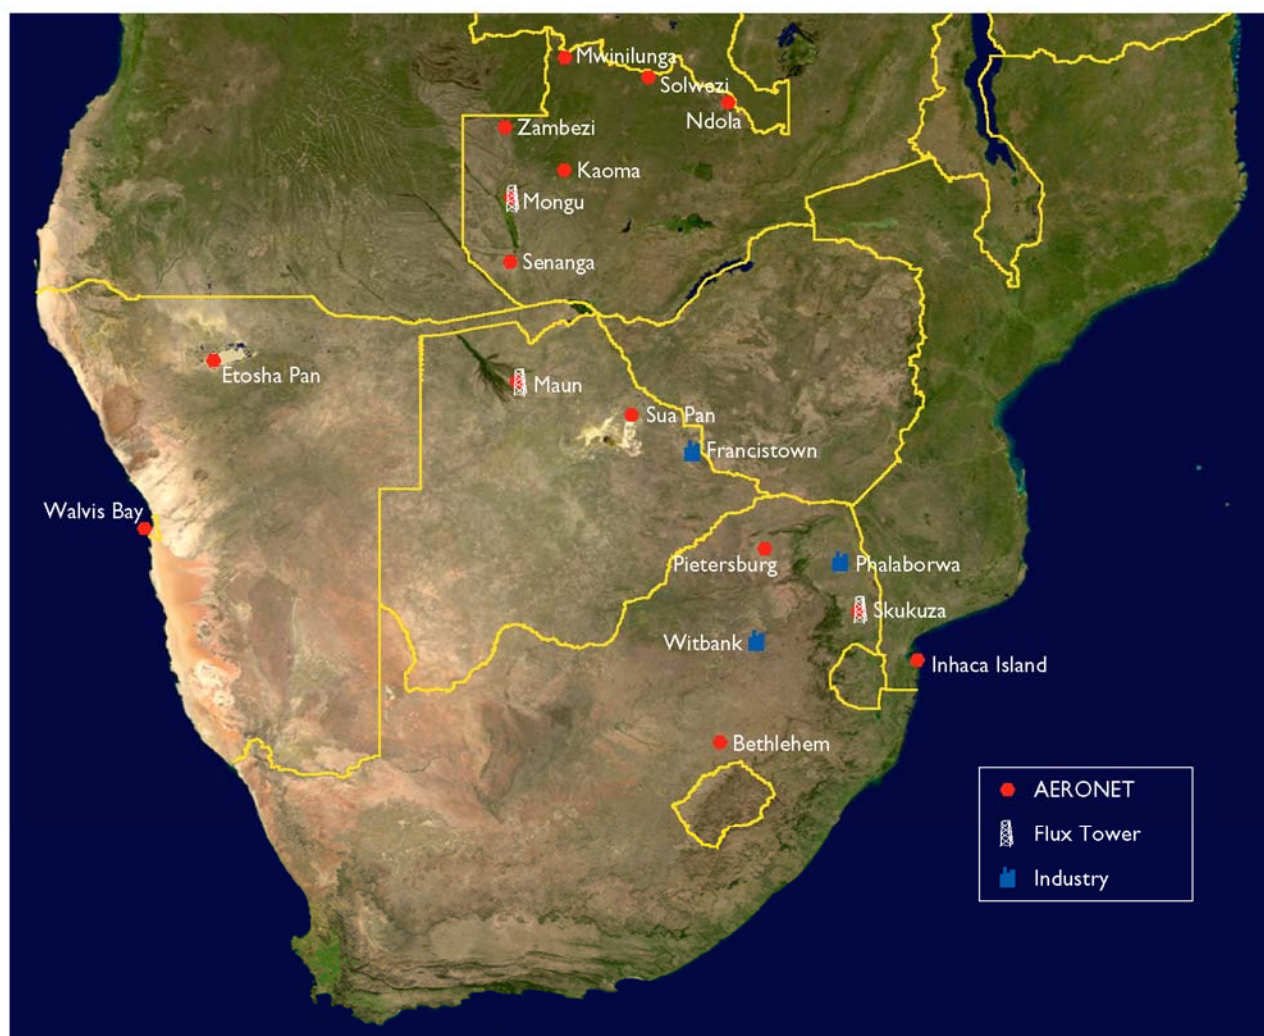 Mwinilunga
Solwezi
Ndola
Zambezi
Kaoma
Mongu
Senanga
Etosha Pan
Maun
Sua Pan
Francistown
Walvis Bay
Pietersburg
Phalaborwa
Skukuza
Witbank
Inhaca Island
Bethlehem
AERONET
Flux Tower
Industry